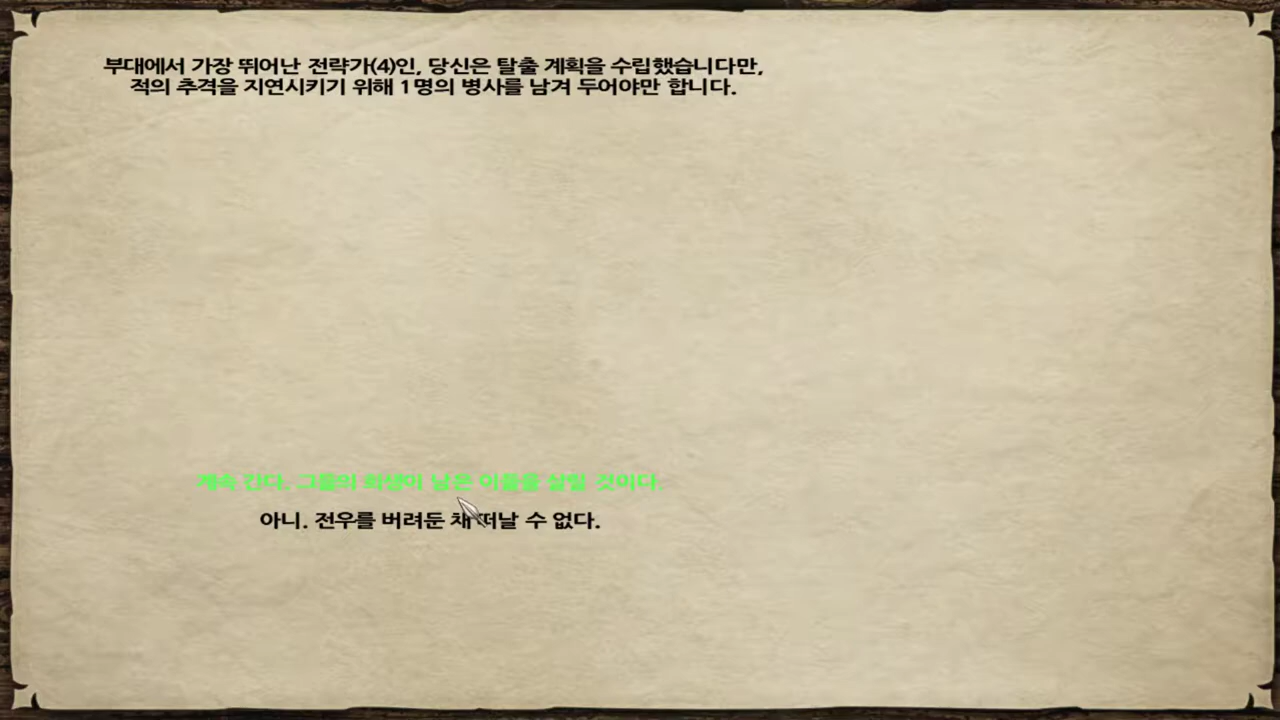 부대에서 가장 뛰어난 전략가(4)인, 당신은 탈출 계획을 수립했습니다만,
적의 추격을 지연시키기 위해 1명의 병사를 남겨 두어야만 합니다.
계속 간다. 그들의 희생이 남은 이들을 살릴 것이다.
아니. 전우를 버려둔 채 떠날 수 없다.